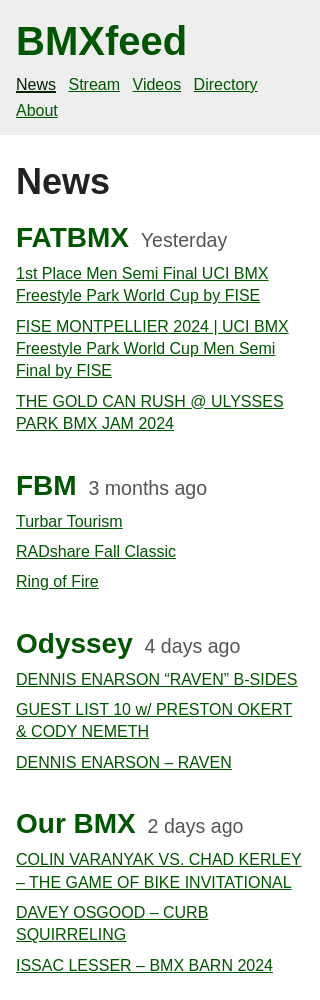 BMXfeed
News Stream Videos Directory
About
News
FATBMX Yesterday
1st Place Men Semi Final UCI BMX
Freestyle Park World Cup by FISE
FISE MONTPELLIER 2024 | UCI BMX
Freestyle Park World Cup Men Semi
Final by FISE
THE GOLD CAN RUSH @ ULYSSES
PARK BMX JAM 2024
FBM 3 months ago
Turbar Tourism
RADshare Fall Classic
Ring of Fire
Odyssey 4 days ago
DENNIS ENARSON “RAVEN” B-SIDES
GUEST LIST 10 w/ PRESTON OKERT
& CODY NEMETH
DENNIS ENARSON – RAVEN
Our BMX 2 days ago
COLIN VARANYAK VS. CHAD KERLEY
– THE GAME OF BIKE INVITATIONAL
DAVEY OSGOOD – CURB
SQUIRRELING
ISSAC LESSER – BMX BARN 2024